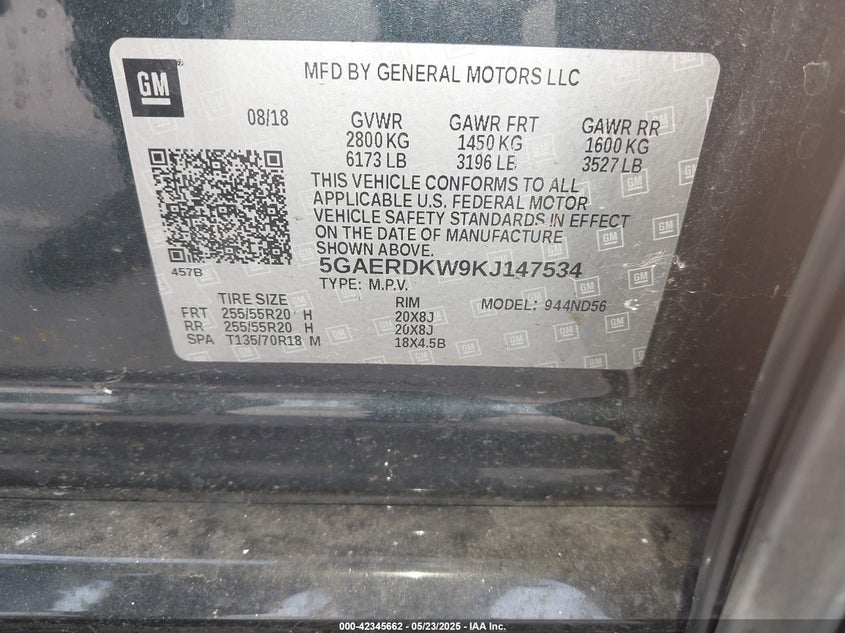 GM
MFD BY GENERAL MOTORS LLC
08/18 GVWR GAWR FRT GAWR RR
2800 KG 1450 KG 1600 KG
6173 LB 3196 LB 3527 LB
THIS VEHICLE CONFORMS TO ALL
APPLICABLE U.S. FEDERAL MOTOR
VEHICLE SAFETY STANDARDS IN EFFECT
ON THE DATE OF MANUFACTURE
SHOWN ABOVE.
457B
5GAERDKW9KJ147534
TYPE: M.P.V.
TIRE SIZE RIM MODEL: 944ND56
FRT 255/55R20 H 20X8J
RR 255/55R20 H 20X8J
SPA T135/70R18 M 18X4.5B
000-42345662 - 05/23/2025 - IAA Inc.